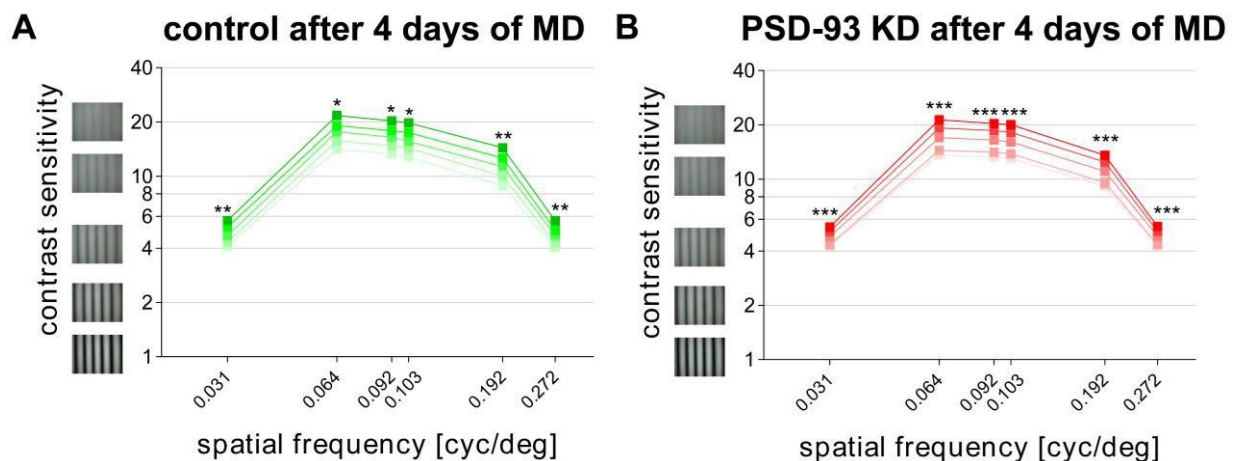 A control after 4 days of MD
contrast sensitivity
40
20
10
8
6
4
2
1
** * * * ** **
0.031 0.064 0.092 0.103 0.192 0.272
spatial frequency [cyc/deg]
B PSD-93 KD after 4 days of MD
contrast sensitivity
40
20
10
8
6
4
2
1
*** *** *** *** *** ***
0.031 0.064 0.092 0.103 0.192 0.272
spatial frequency [cyc/deg]